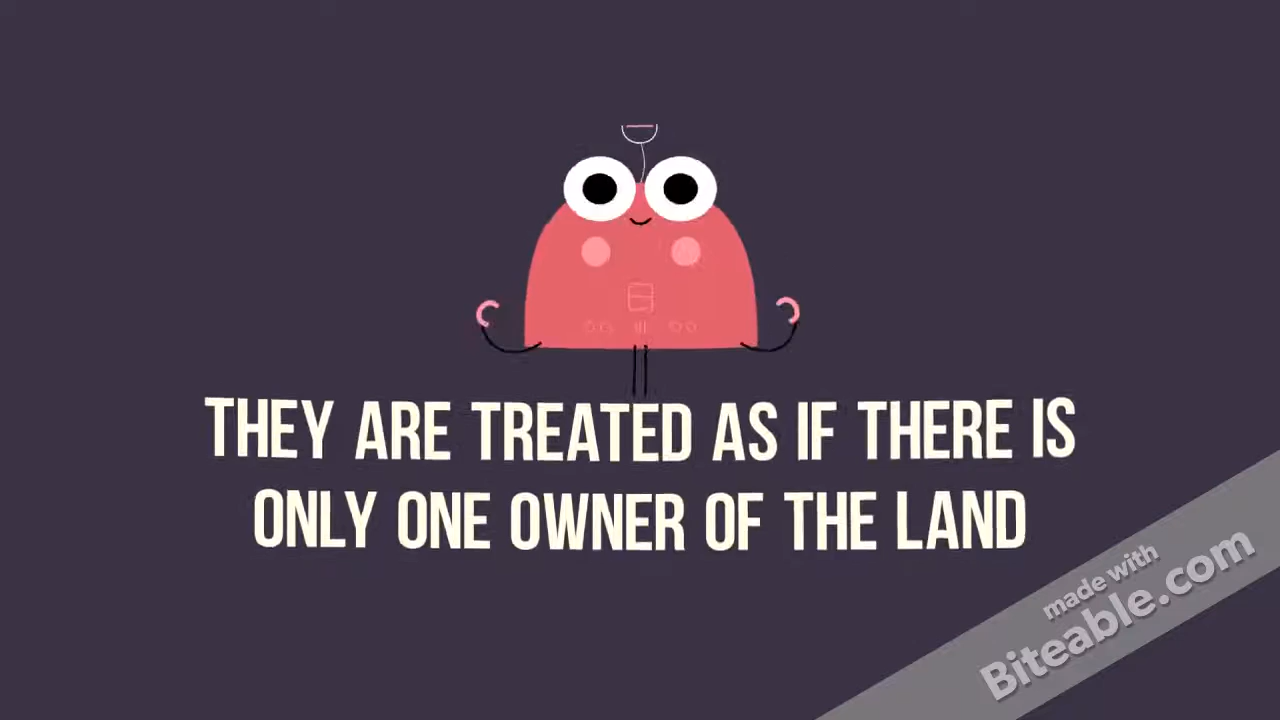 THEY ARE TREATED AS IF THERE IS
ONLY ONE OWNER OF THE LAND
made with
Biteable.com